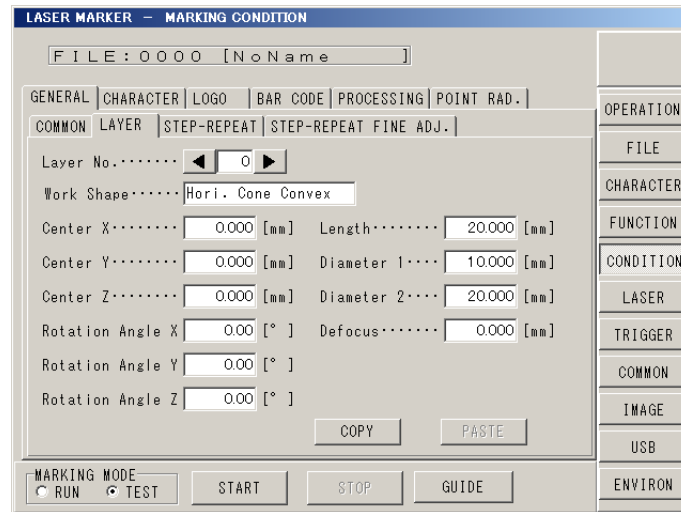 LASER MARKER － MARKING CONDITION
FILE:0000 [NoName ]
GENERAL CHARACTER LOGO BAR CODE PROCESSING POINT RAD.
COMMON LAYER STEP-REPEAT STEP-REPEAT FINE ADJ.
Layer No.······· 0
Work Shape······ Hori. Cone Convex
Center X········ 0.000 [mm] Length········ 20.000 [mm]
Center Y········ 0.000 [mm] Diameter 1···· 10.000 [mm]
Center Z········ 0.000 [mm] Diameter 2···· 20.000 [mm]
Rotation Angle X 0.00 [° ] Defocus······· 0.000 [mm]
Rotation Angle Y 0.00 [° ]
Rotation Angle Z 0.00 [° ]
COPY PASTE
MARKING MODE
RUN TEST START STOP GUIDE
OPERATION
FILE
CHARACTER
FUNCTION
CONDITION
LASER
TRIGGER
COMMON
IMAGE
USB
ENVIRON